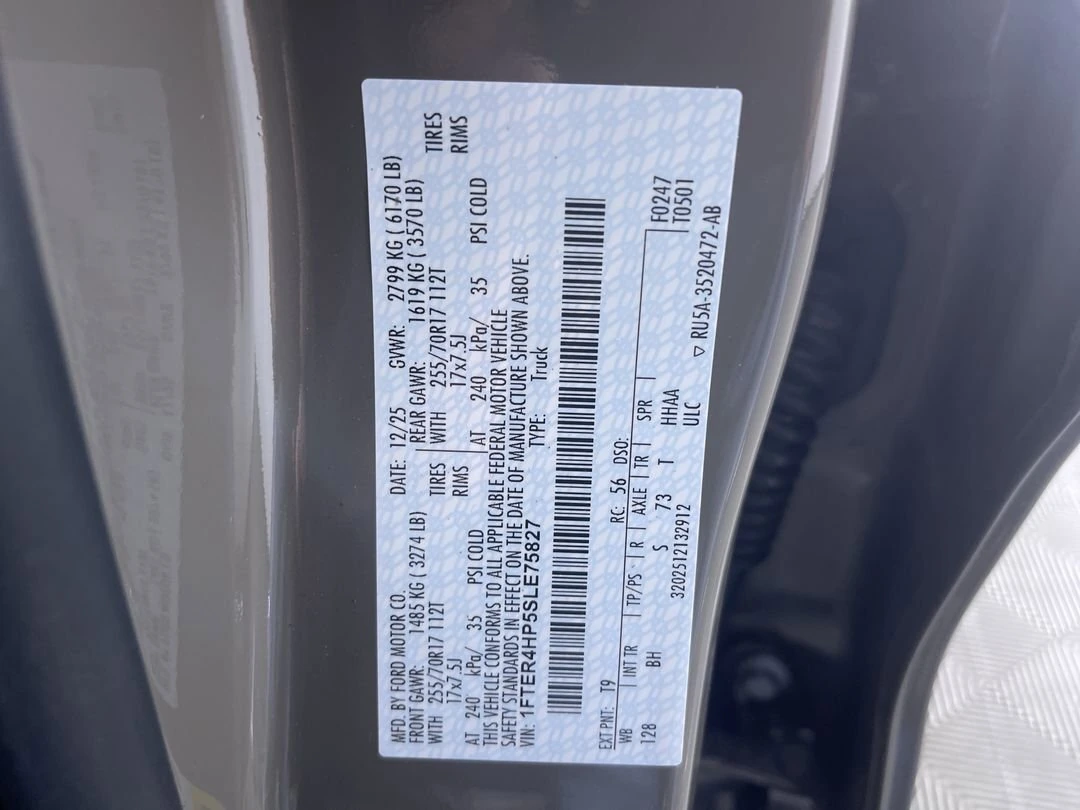 MFD. BY FORD MOTOR CO. DATE: 12/25 GVWR: 2799 KG ( 6170 LB)
FRONT GAWR: 1485 KG ( 3274 LB) REAR GAWR: 1619 KG ( 3570 LB)
WITH 255/70R17 112T TIRES WITH 255/70R17 112T TIRES
17x7.5J RIMS 17x7.5J RIMS
AT 240 kPa/ 35 PSI COLD AT 240 kPa/ 35 PSI COLD
THIS VEHICLE CONFORMS TO ALL APPLICABLE FEDERAL MOTOR VEHICLE
SAFETY STANDARDS IN EFFECT ON THE DATE OF MANUFACTURE SHOWN ABOVE.
VIN: 1FTER4HP5SLE75827 TYPE: Truck
EXT PNT: T9 RC: 56 DSO: F0247
WB | INT TR | TP/PS | R | AXLE | TR | SPR | T0501
128 BH S 73 T HHAA
3202512132912 ULC ▽ RU5A-3520472-AB